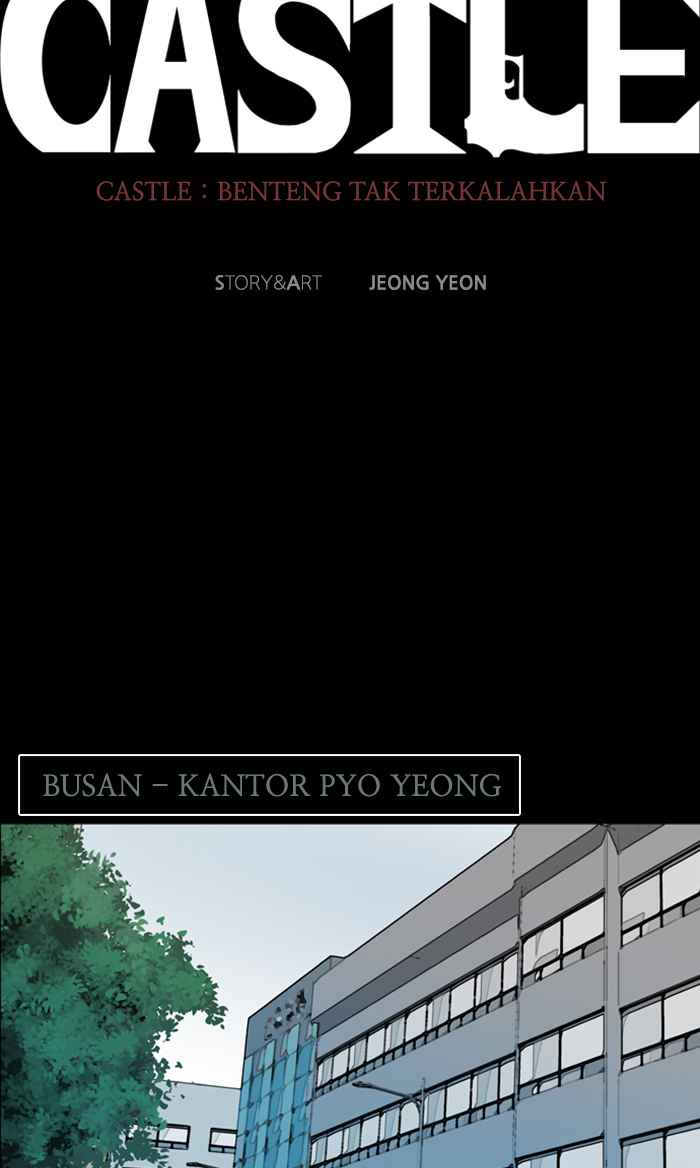 CASTLE
CASTLE : BENTENG TAK TERKALAHKAN
STORY&ART JEONG YEON
BUSAN – KANTOR PYO YEONG